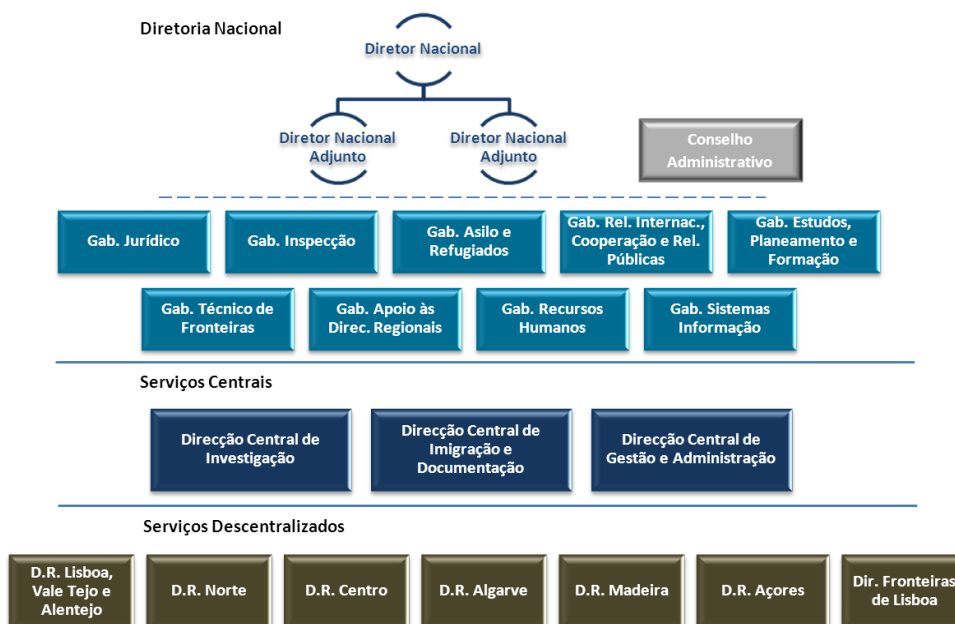 Diretoria Nacional
Diretor Nacional
Diretor Nacional
Adjunto
Diretor Nacional
Adjunto
Conselho
Administrativo
Gab. Jurídico
Gab. Inspecção
Gab. Asilo e
Refugiados
Gab. Rel. Internac.,
Cooperação e Rel.
Públicas
Gab. Estudos,
Planeamento e
Formação
Gab. Técnico de
Fronteiras
Gab. Apoio às
Direc. Regionais
Gab. Recursos
Humanos
Gab. Sistemas
Informação
Serviços Centrais
Direcção Central de
Investigação
Direcção Central de
Imigração e
Documentação
Direcção Central de
Gestão e Administração
Serviços Descentralizados
D.R. Lisboa,
Vale Tejo e
Alentejo
D.R. Norte
D.R. Centro
D.R. Algarve
D.R. Madeira
D.R. Açores
Dir. Fronteiras
de Lisboa